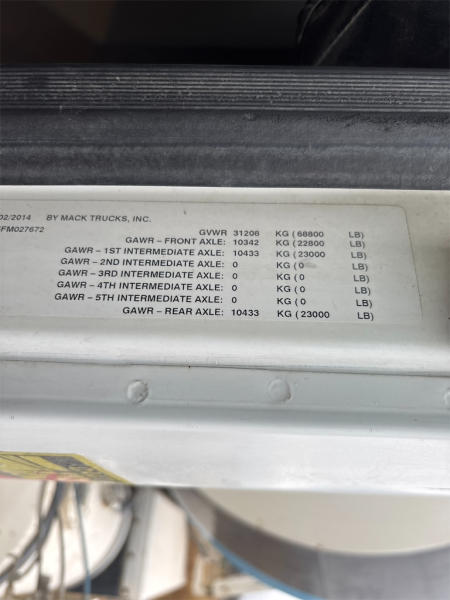 02/2014 BY MACK TRUCKS, INC.
FM027672
GVWR 31208 KG ( 68800 LB)
GAWR – FRONT AXLE: 10342 KG ( 22800 LB)
GAWR – 1ST INTERMEDIATE AXLE: 10433 KG ( 23000 LB)
GAWR – 2ND INTERMEDIATE AXLE: 0 KG ( 0 LB)
GAWR – 3RD INTERMEDIATE AXLE: 0 KG ( 0 LB)
GAWR – 4TH INTERMEDIATE AXLE: 0 KG ( 0 LB)
GAWR – 5TH INTERMEDIATE AXLE: 0 KG ( 0 LB)
GAWR – REAR AXLE: 10433 KG ( 23000 LB)